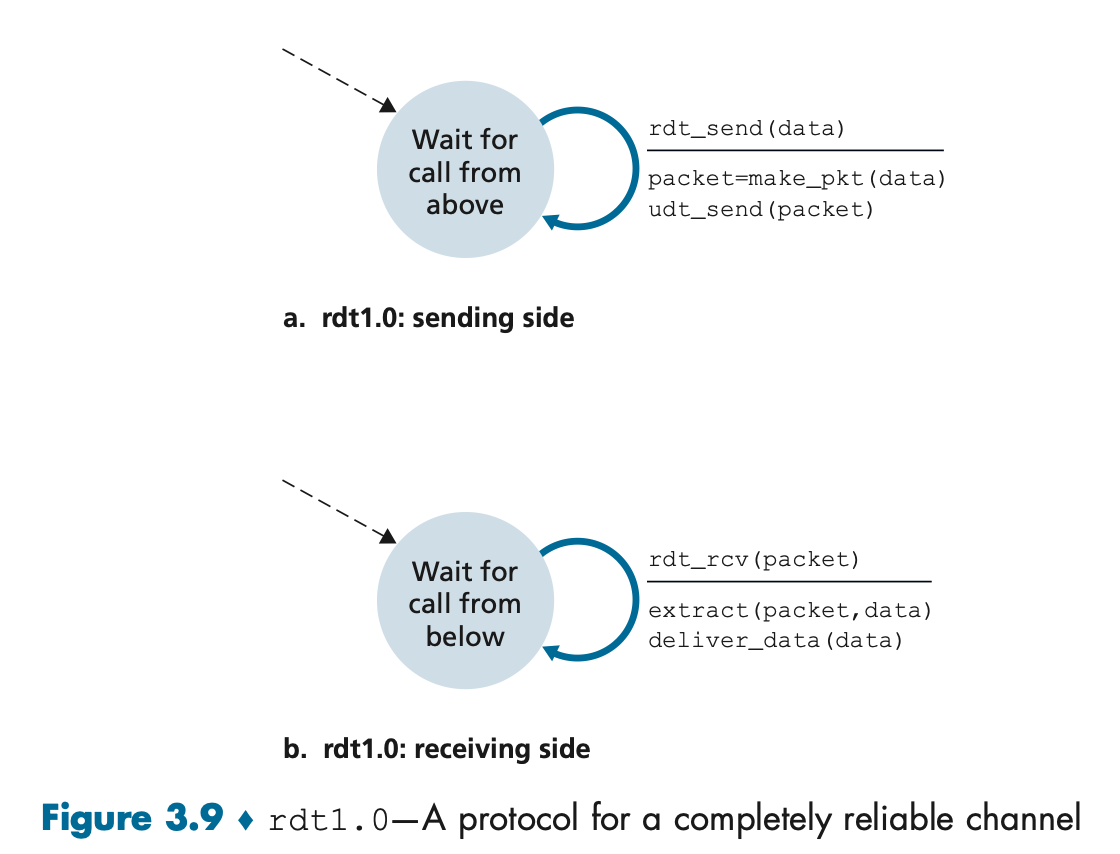 Wait for
call from
above
rdt_send(data)
packet=make_pkt(data)
udt_send(packet)
a. rdt1.0: sending side
Wait for
call from
below
rdt_rcv(packet)
extract(packet,data)
deliver_data(data)
b. rdt1.0: receiving side
Figure 3.9 ♦ rdt1.0—A protocol for a completely reliable channel